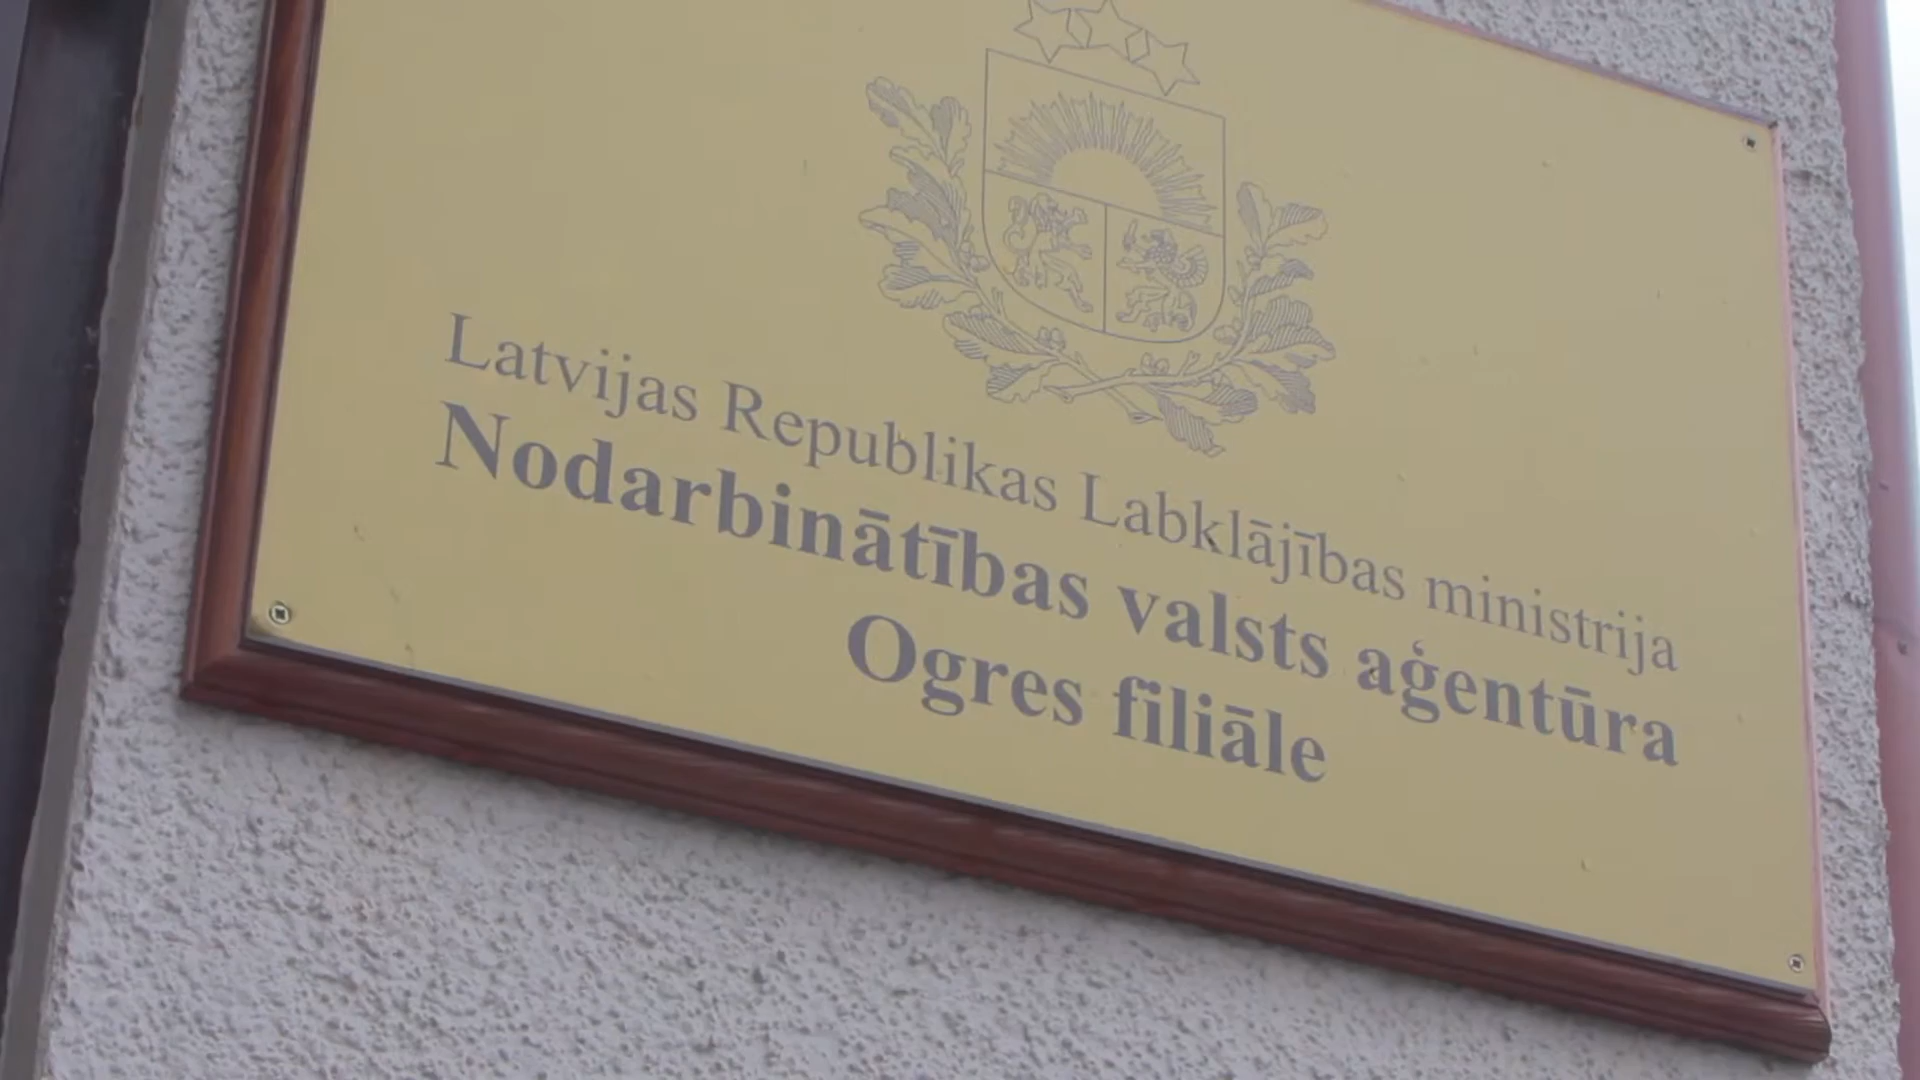 Latvijas Republikas Labklājības ministrija
Nodarbinātības valsts aģentūra
Ogres filiāle